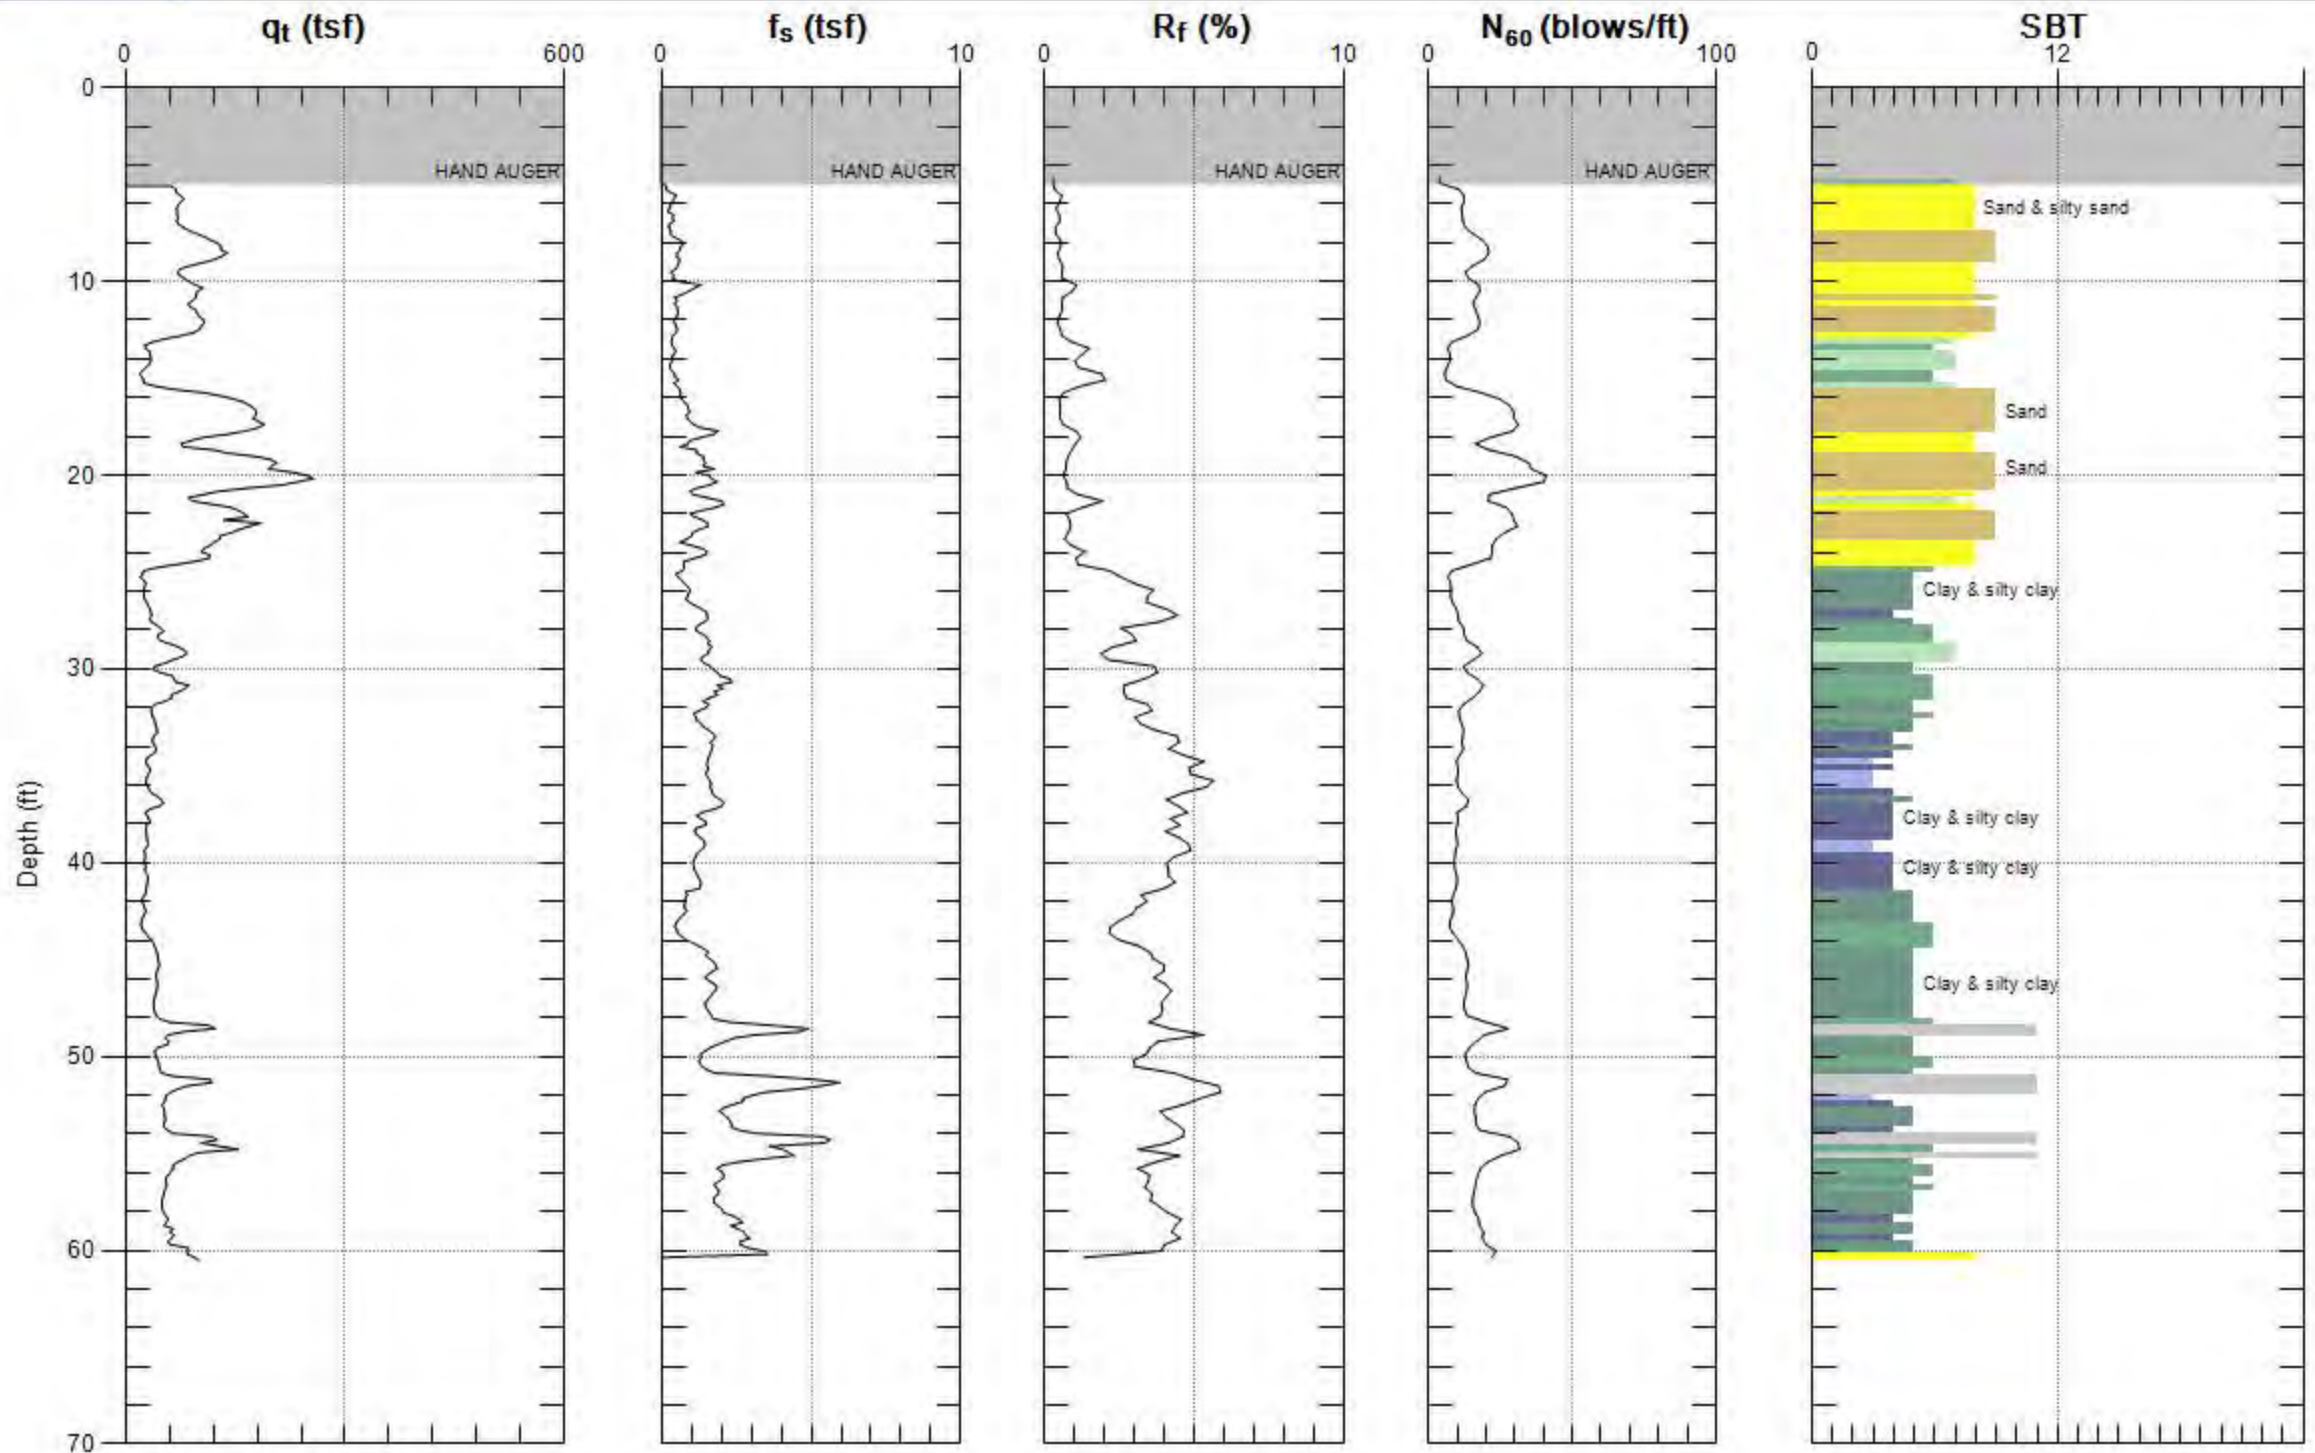 qt (tsf) fs (tsf) Rf (%) N60 (blows/ft) SBT
0 600 0 10 0 10 0 100 0 12
0
HAND AUGER HAND AUGER HAND AUGER HAND AUGER
Sand & silty sand
10
Sand
Sand
20
Clay & silty clay
30
Depth (ft)
Clay & silty clay
40
Clay & silty clay
Clay & silty clay
50
60
70